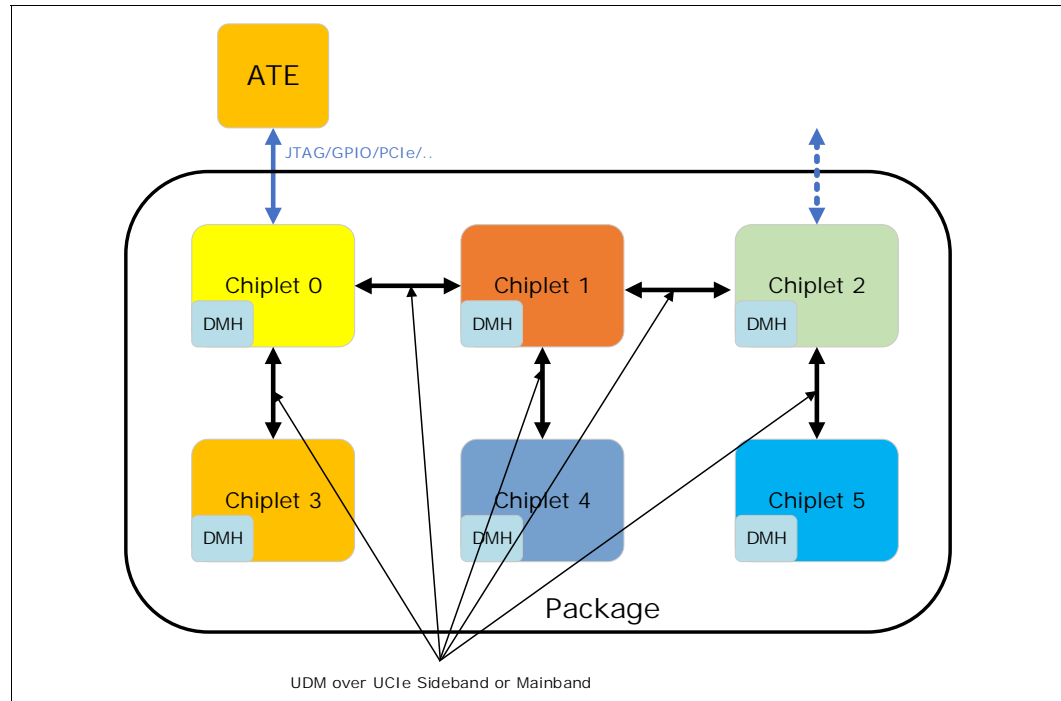 ATE
JTAG/GPIO/PCIe/..
Chiplet 0
Chiplet 1
Chiplet 2
DMH
DMH
DMH
Chiplet 3
Chiplet 4
Chiplet 5
DMH
DMH
DMH
Package
UDM over UCIe Sideband or Mainband